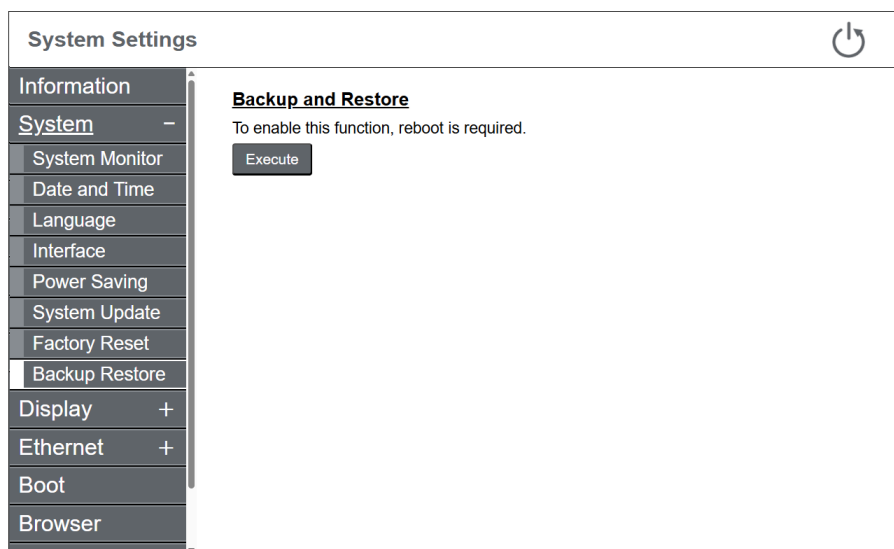 System Settings
Information
System −
System Monitor
Date and Time
Language
Interface
Power Saving
System Update
Factory Reset
Backup Restore
Display +
Ethernet +
Boot
Browser
Backup and Restore
To enable this function, reboot is required.
Execute